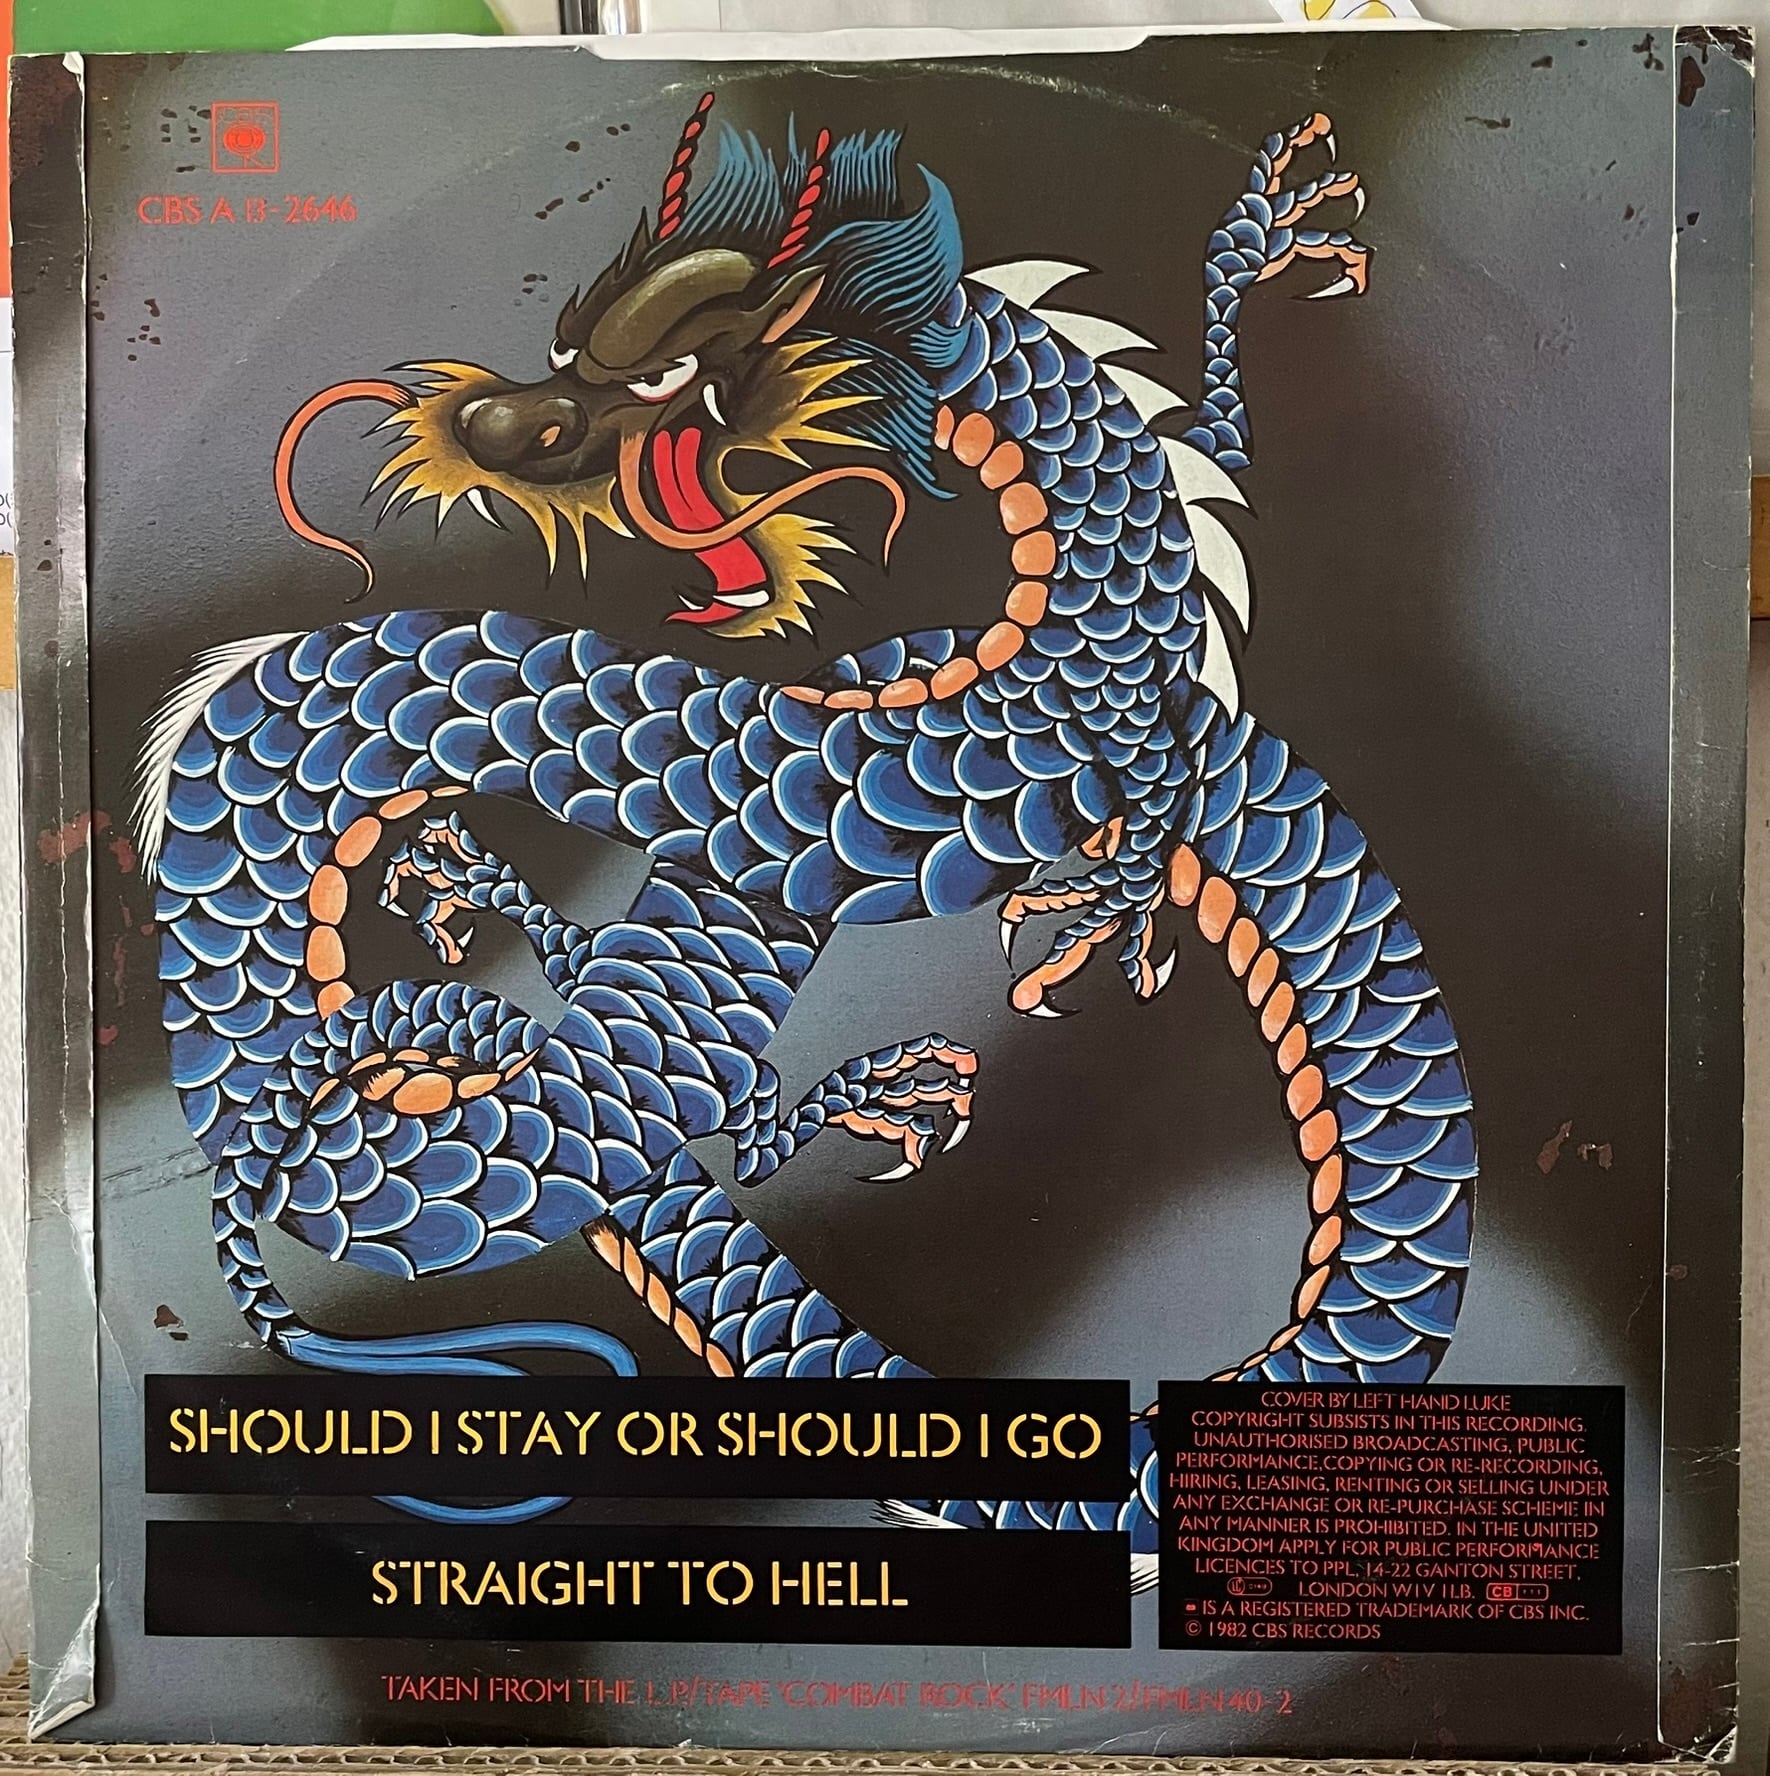 CBS
CBS A 13-2646
SHOULD I STAY OR SHOULD I GO
STRAIGHT TO HELL
COVER BY LEFT HAND LUKE
COPYRIGHT SUBSISTS IN THIS RECORDING.
UNAUTHORISED BROADCASTING, PUBLIC
PERFORMANCE, COPYING OR RE-RECORDING,
HIRING, LEASING, RENTING OR SELLING UNDER
ANY EXCHANGE OR RE-PURCHASE SCHEME IN
ANY MANNER IS PROHIBITED. IN THE UNITED
KINGDOM APPLY FOR PUBLIC PERFORMANCE
LICENCES TO PPL, 14-22 GANTON STREET,
LC LONDON W1V 1LB. CB
IS A REGISTERED TRADEMARK OF CBS INC.
© 1982 CBS RECORDS
TAKEN FROM THE L.P./TAPE 'COMBAT ROCK' FMLN 2/FMLN 40-2